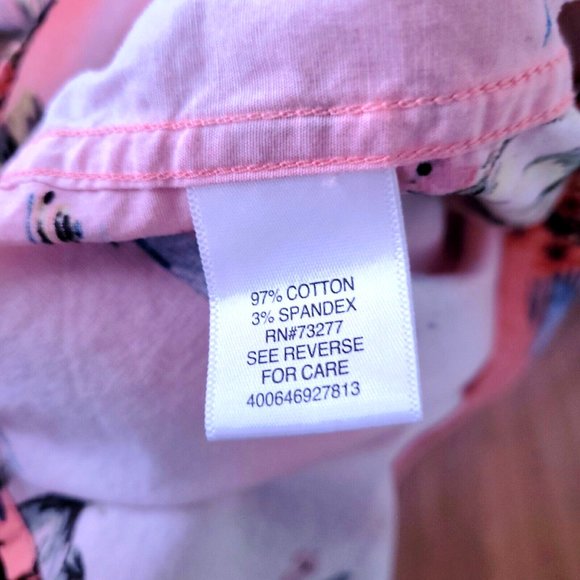 97% COTTON
3% SPANDEX
RN#73277
SEE REVERSE
FOR CARE
400646927813